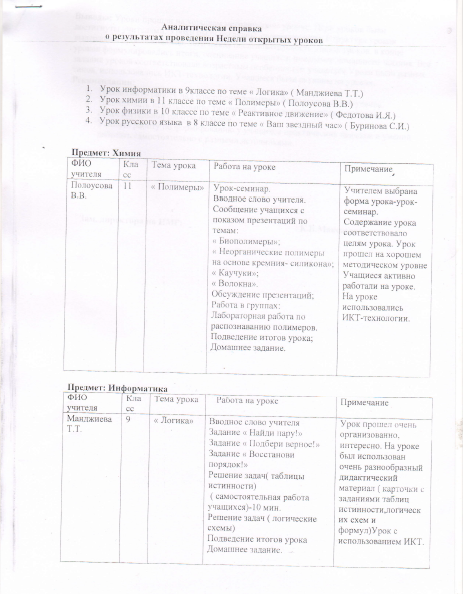 Аналитическая справка
о результатах проведения Недели открытых уроков
1. Урок информатики в 9классе по теме « Логика» ( Манджиева Т.Т.)
2. Урок химии в 11 классе по теме « Полимеры» ( Полоусова В.В.)
3. Урок физики в 10 классе по теме « Реактивное движение» ( Федотова И.Я.)
4. Урок русского языка в 8 классе по теме « Ваш звездный час» ( Буринова С.И.)
Предмет: Химия
ФИО учителя
Кла
сс
Тема урока
Работа на уроке
Примечание
Полоусова
В.В.
11
« Полимеры»
Урок-семинар.
Вводное слово учителя.
Сообщение учащихся с
показом презентаций по
темам:
« Биополимеры»;
« Неорганические полимеры
на основе кремния- силикона»;
« Каучуки»;
« Волокна».
Обсуждение презентаций;
Работа в группах;
Лабораторная работа по
распознаванию полимеров.
Подведение итогов урока;
Домашнее задание.
Учителем выбрана
форма урока-урок-
семинар.
Содержание урока
соответствовало
целям урока. Урок
прошел на хорошем
методическом уровне
Учащиеся активно
работали на уроке.
На уроке
использовались
ИКТ-технологии.
Предмет: Информатика
ФИО
учителя
Кла
сс
Тема урока
Работа на уроке
Примечание
Манджиева
Т.Т.
9
« Логика»
Вводное слово учителя
Задание « Найди пару!»
Задание « Подбери верное!»
Задание « Восстанови
порядок!»
Решение задач( таблицы
истинности)
( самостоятельная работа
учащихся)-10 мин.
Решение задач ( логические
схемы)
Подведение итогов урока
Домашнее задание.
Урок прошел очень
организованно,
интересно. На уроке
был использован
очень разнообразный
дидактический
материал ( карточки с
заданиями таблиц
истинности,логическ
их схем и
формул)Урок с
использованием ИКТ.